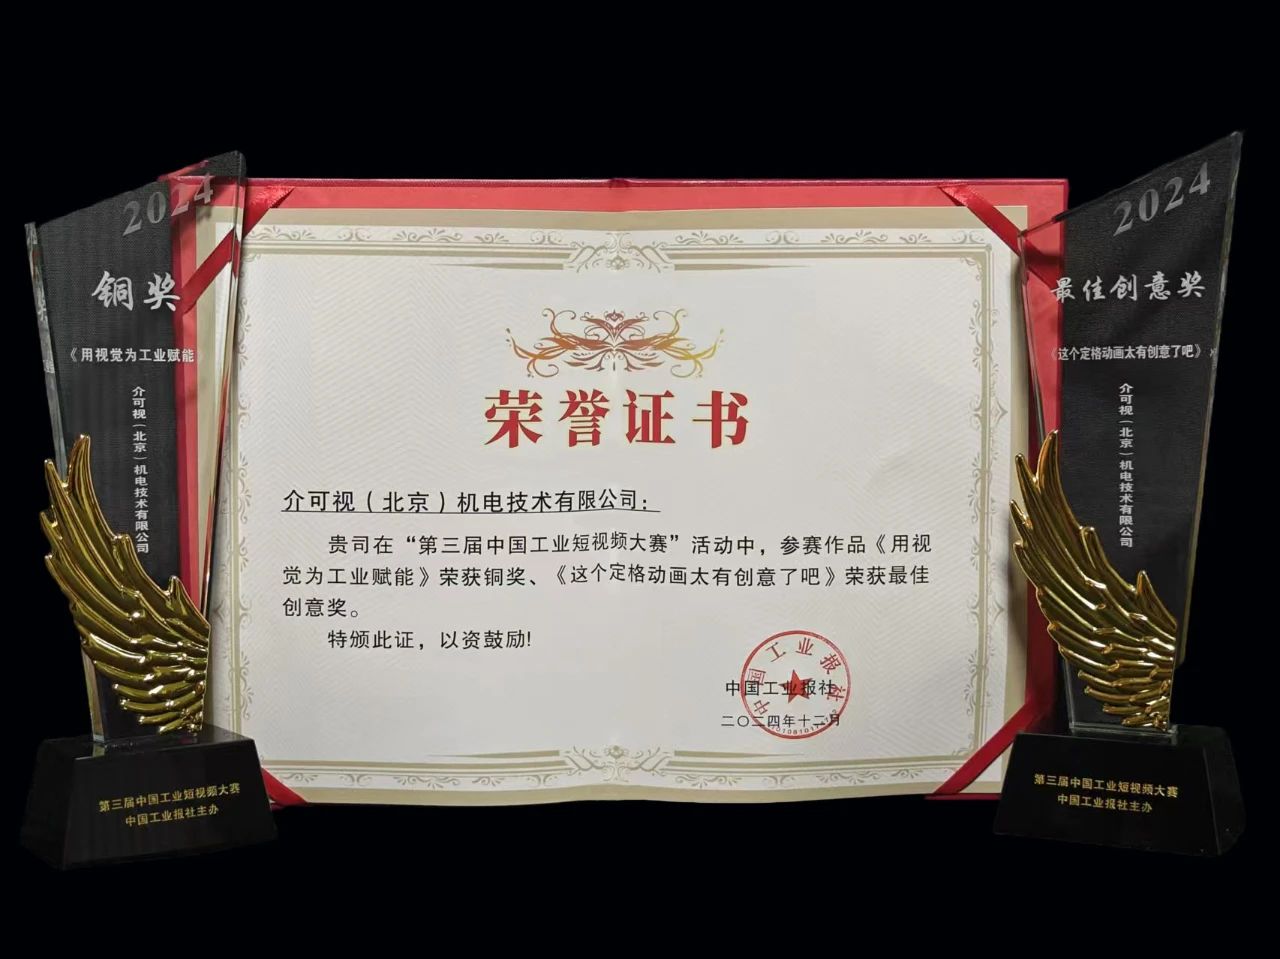 2024
铜奖
《用视觉为工业赋能》
介可视（北京）机电技术有限公司
第三届中国工业短视频大赛
中国工业报社主办
荣誉证书
介可视（北京）机电技术有限公司：
贵司在“第三届中国工业短视频大赛”活动中，参赛作品《用视
觉为工业赋能》荣获铜奖、《这个定格动画太有创意了吧》荣获最佳
创意奖。
特颁此证，以资鼓励!
中国工业报社
二〇二四年十二月
中国工业报社
2024
最佳创意奖
《这个定格动画太有创意了吧》
介可视（北京）机电技术有限公司
第三届中国工业短视频大赛
中国工业报社主办